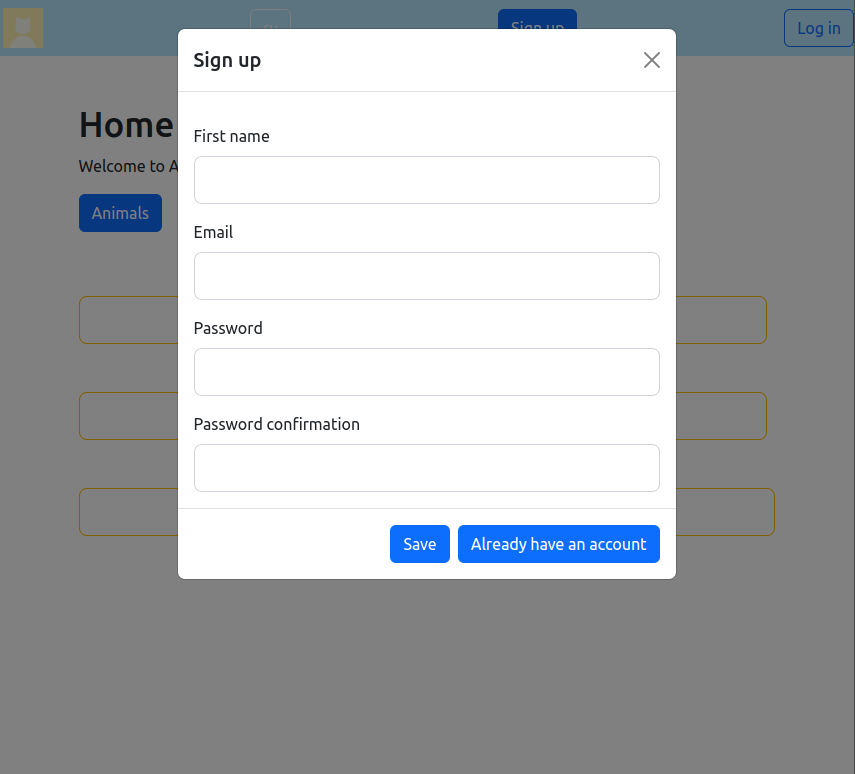 Sign up
Log in
Sign up
Home
Welcome to A
Animals
First name
Email
Password
Password confirmation
Save
Already have an account